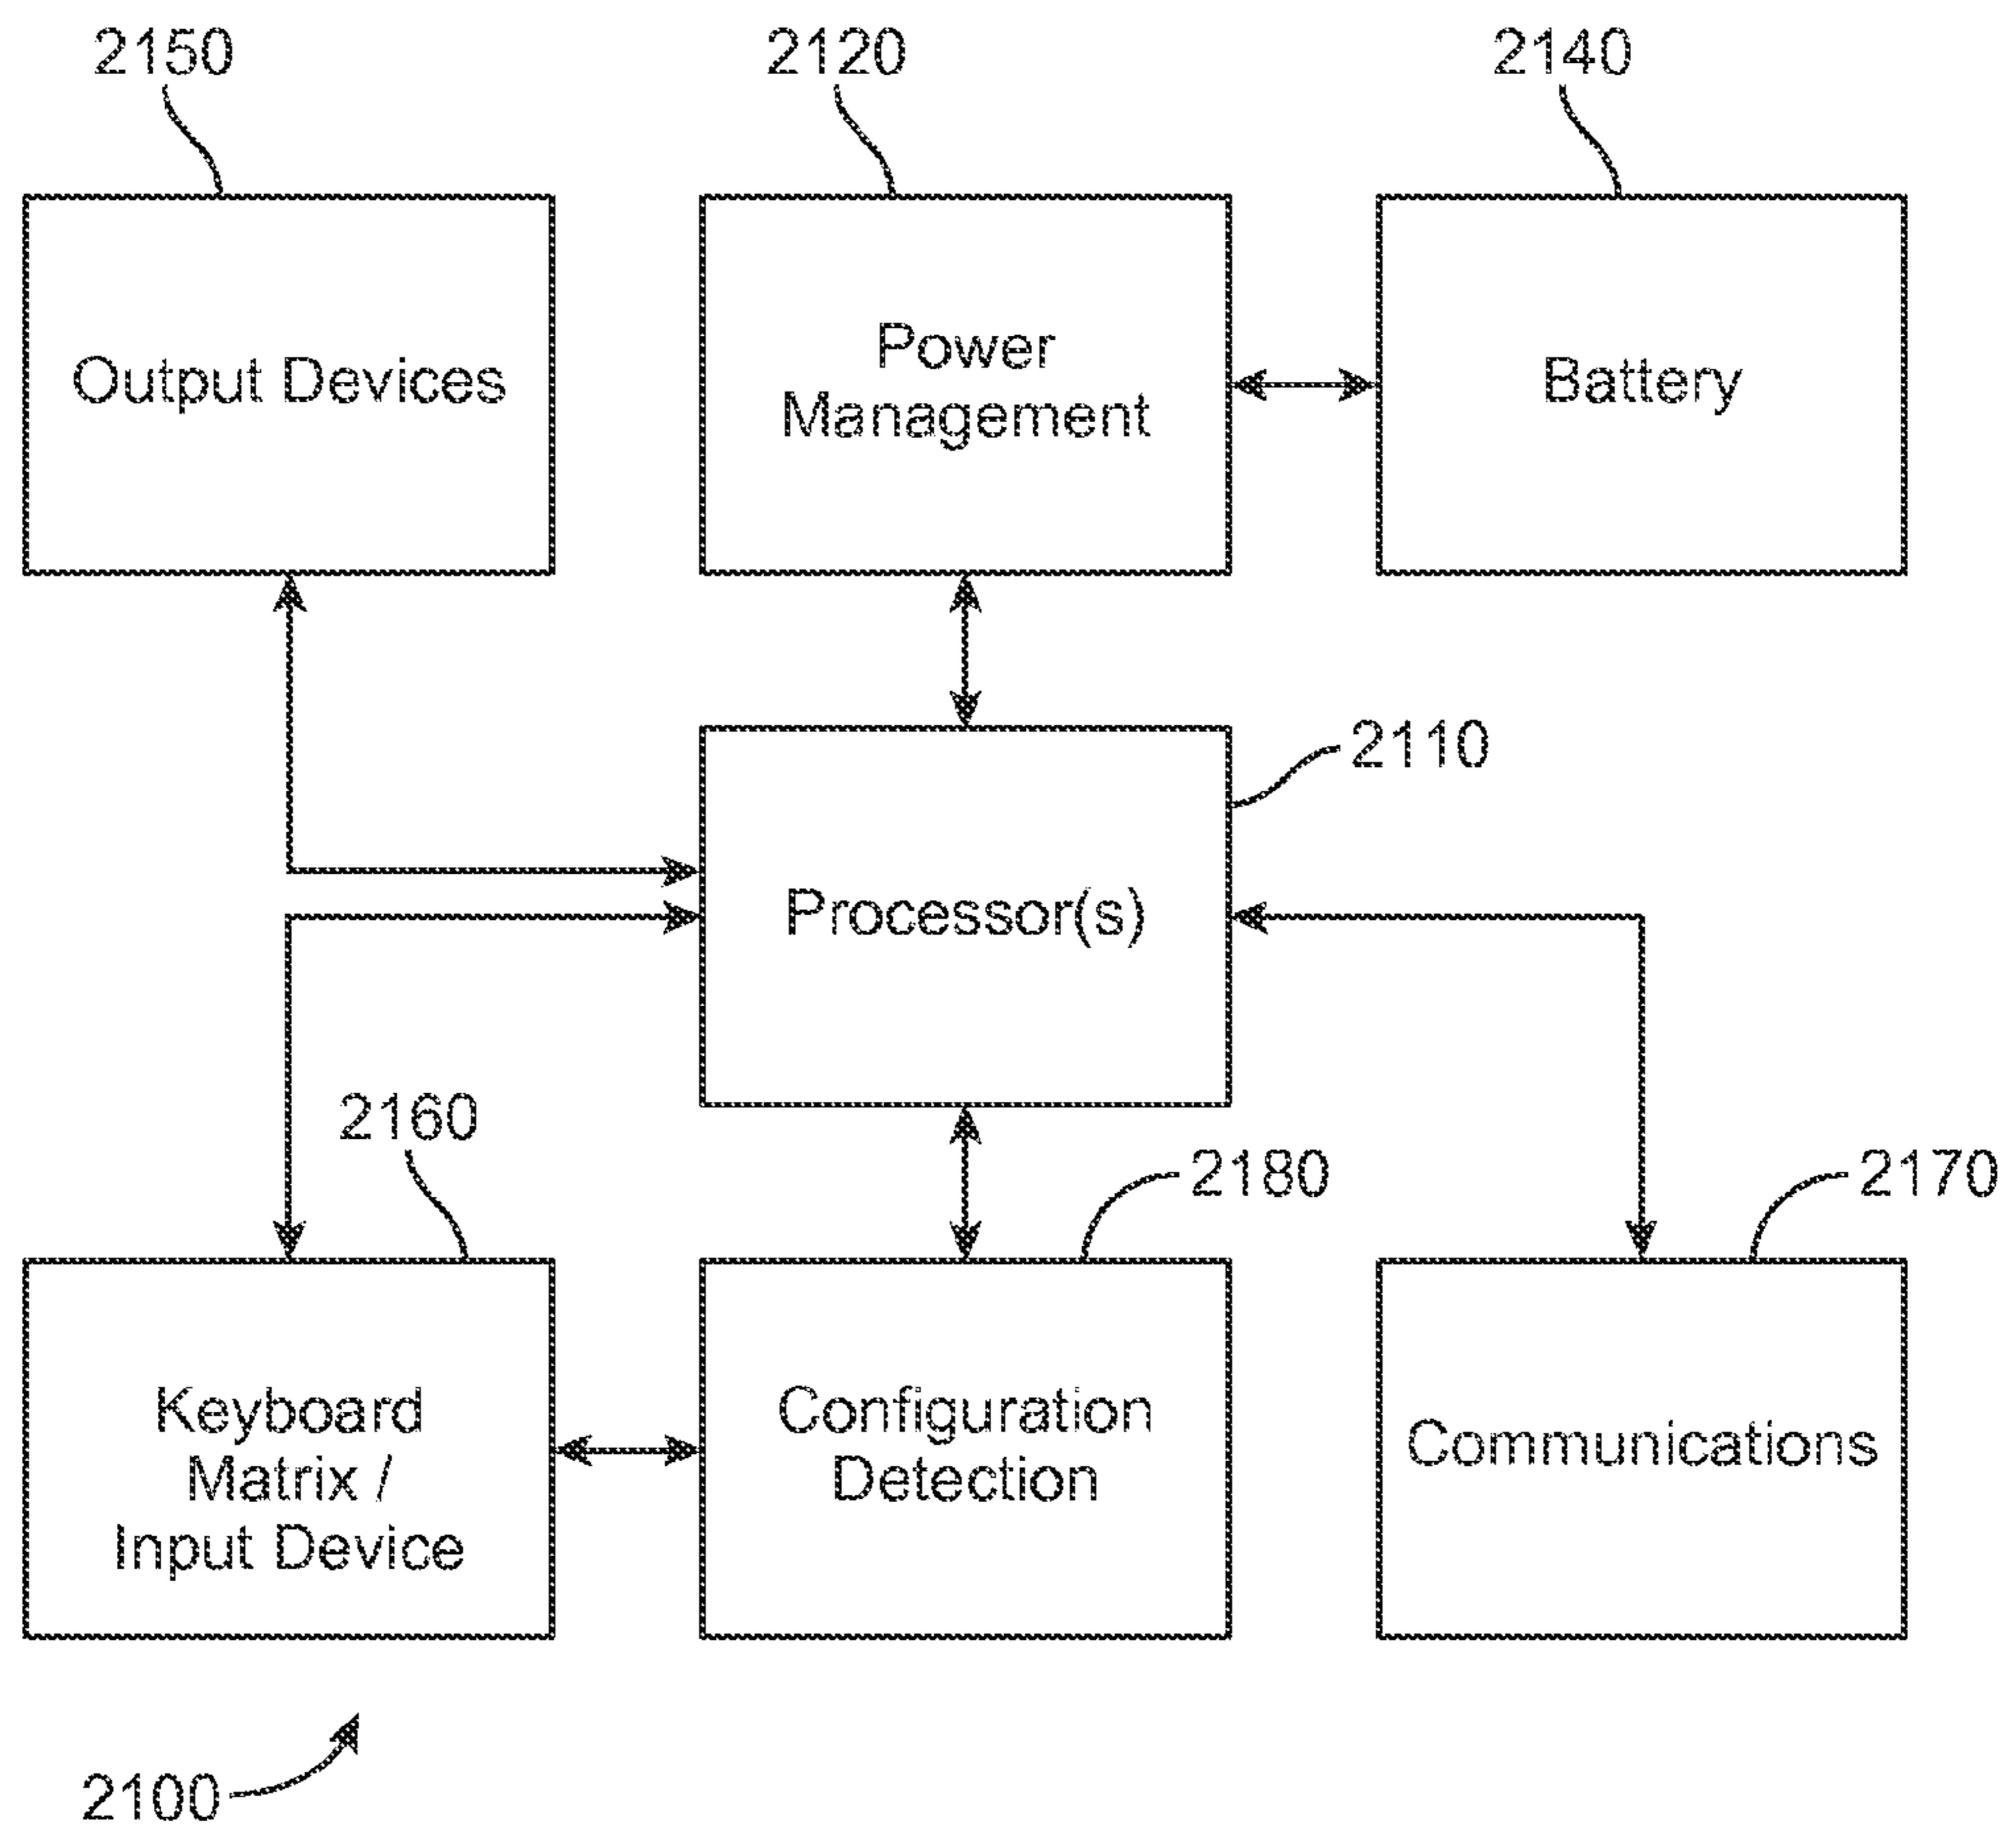 2150
2120
2140
Output Devices
Power
Management
Battery
2110
Processor(s)
2160
2180
2170
Keyboard
Matrix /
Input Device
Configuration
Detection
Communications
2100